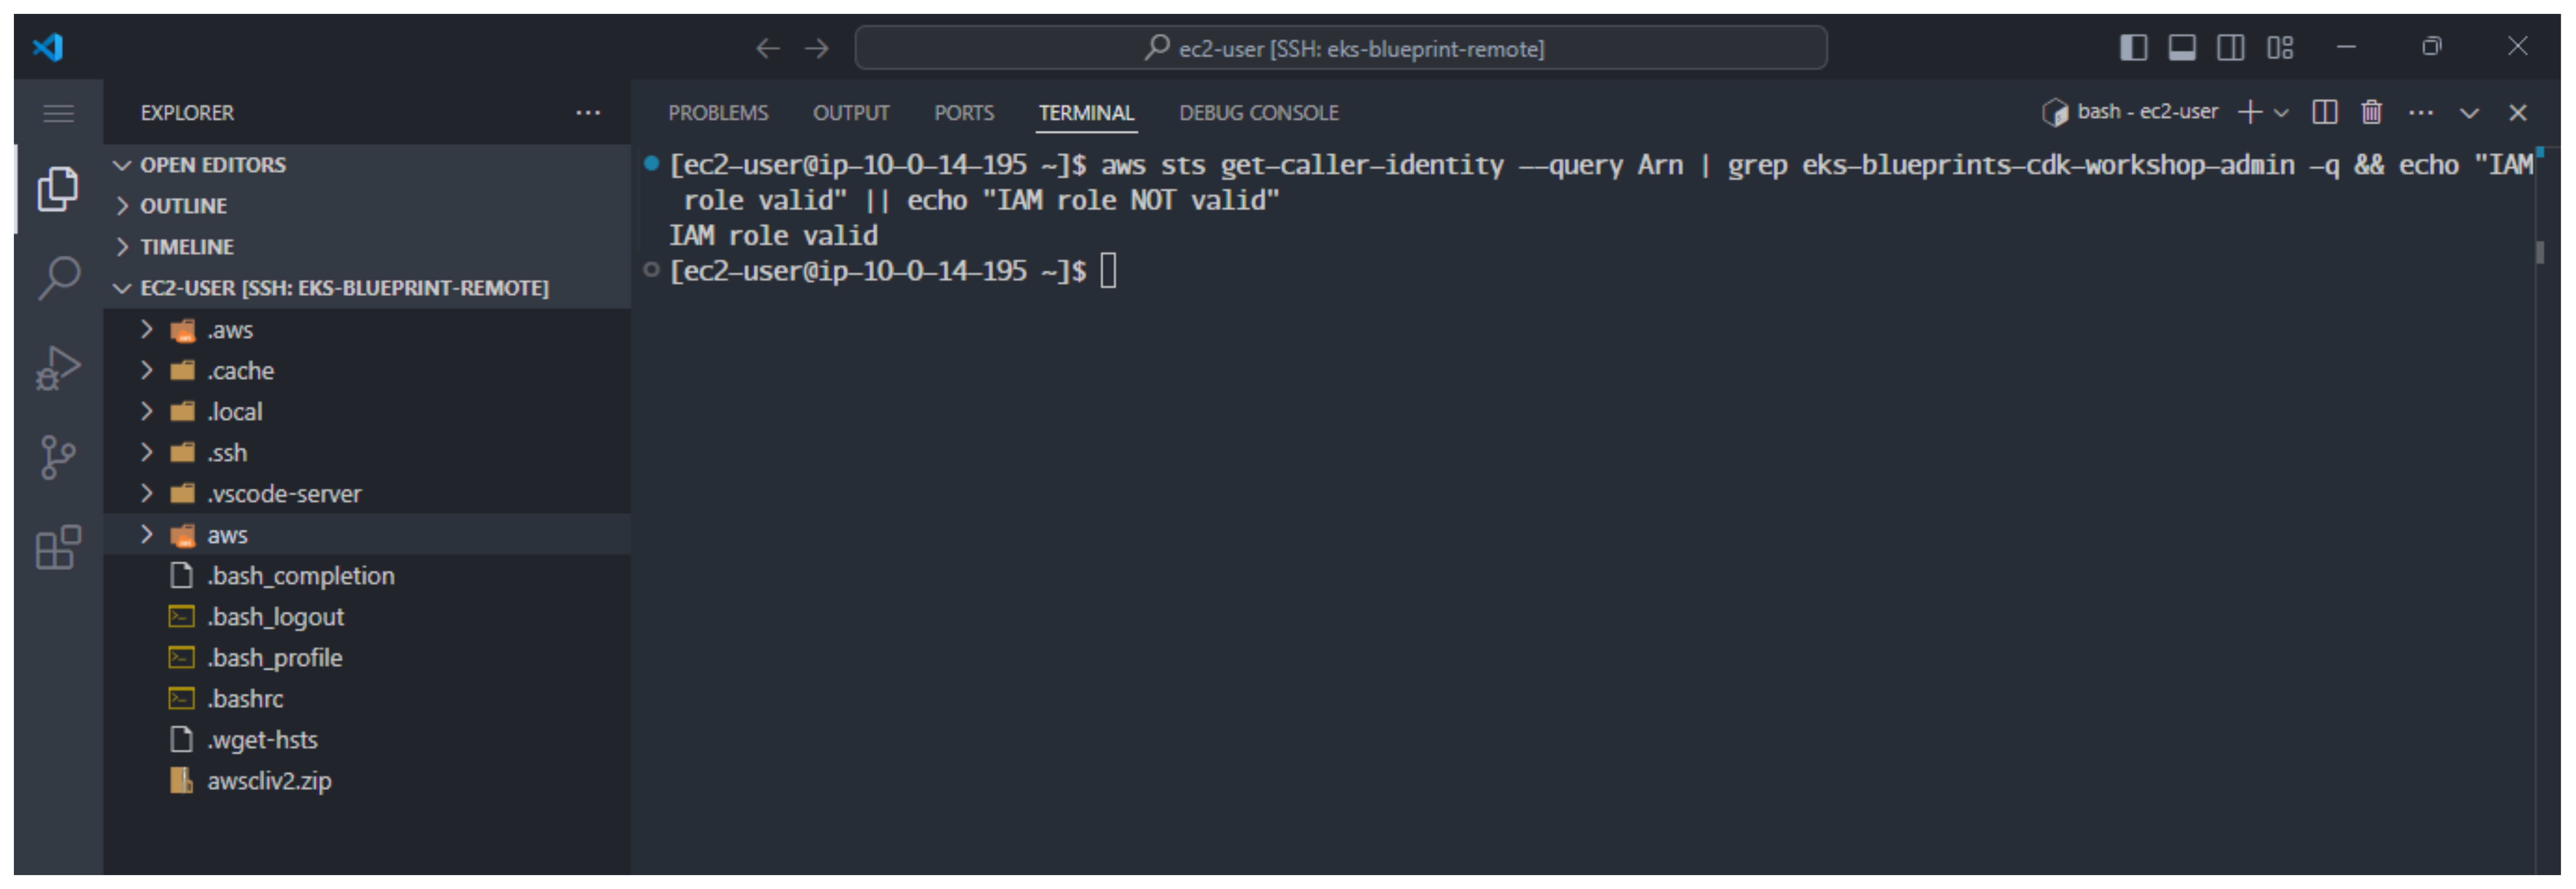 ec2-user [SSH: eks-blueprint-remote]
EXPLORER
PROBLEMS OUTPUT PORTS TERMINAL DEBUG CONSOLE
bash - ec2-user
OPEN EDITORS
OUTLINE
TIMELINE
EC2-USER [SSH: EKS-BLUEPRINT-REMOTE]
.aws
.cache
.local
.ssh
.vscode-server
aws
.bash_completion
.bash_logout
.bash_profile
.bashrc
.wget-hsts
awscliv2.zip
[ec2-user@ip-10-0-14-195 ~]$ aws sts get-caller-identity --query Arn | grep eks-blueprints-cdk-workshop-admin -q && echo "IAM
role valid" || echo "IAM role NOT valid"
IAM role valid
[ec2-user@ip-10-0-14-195 ~]$